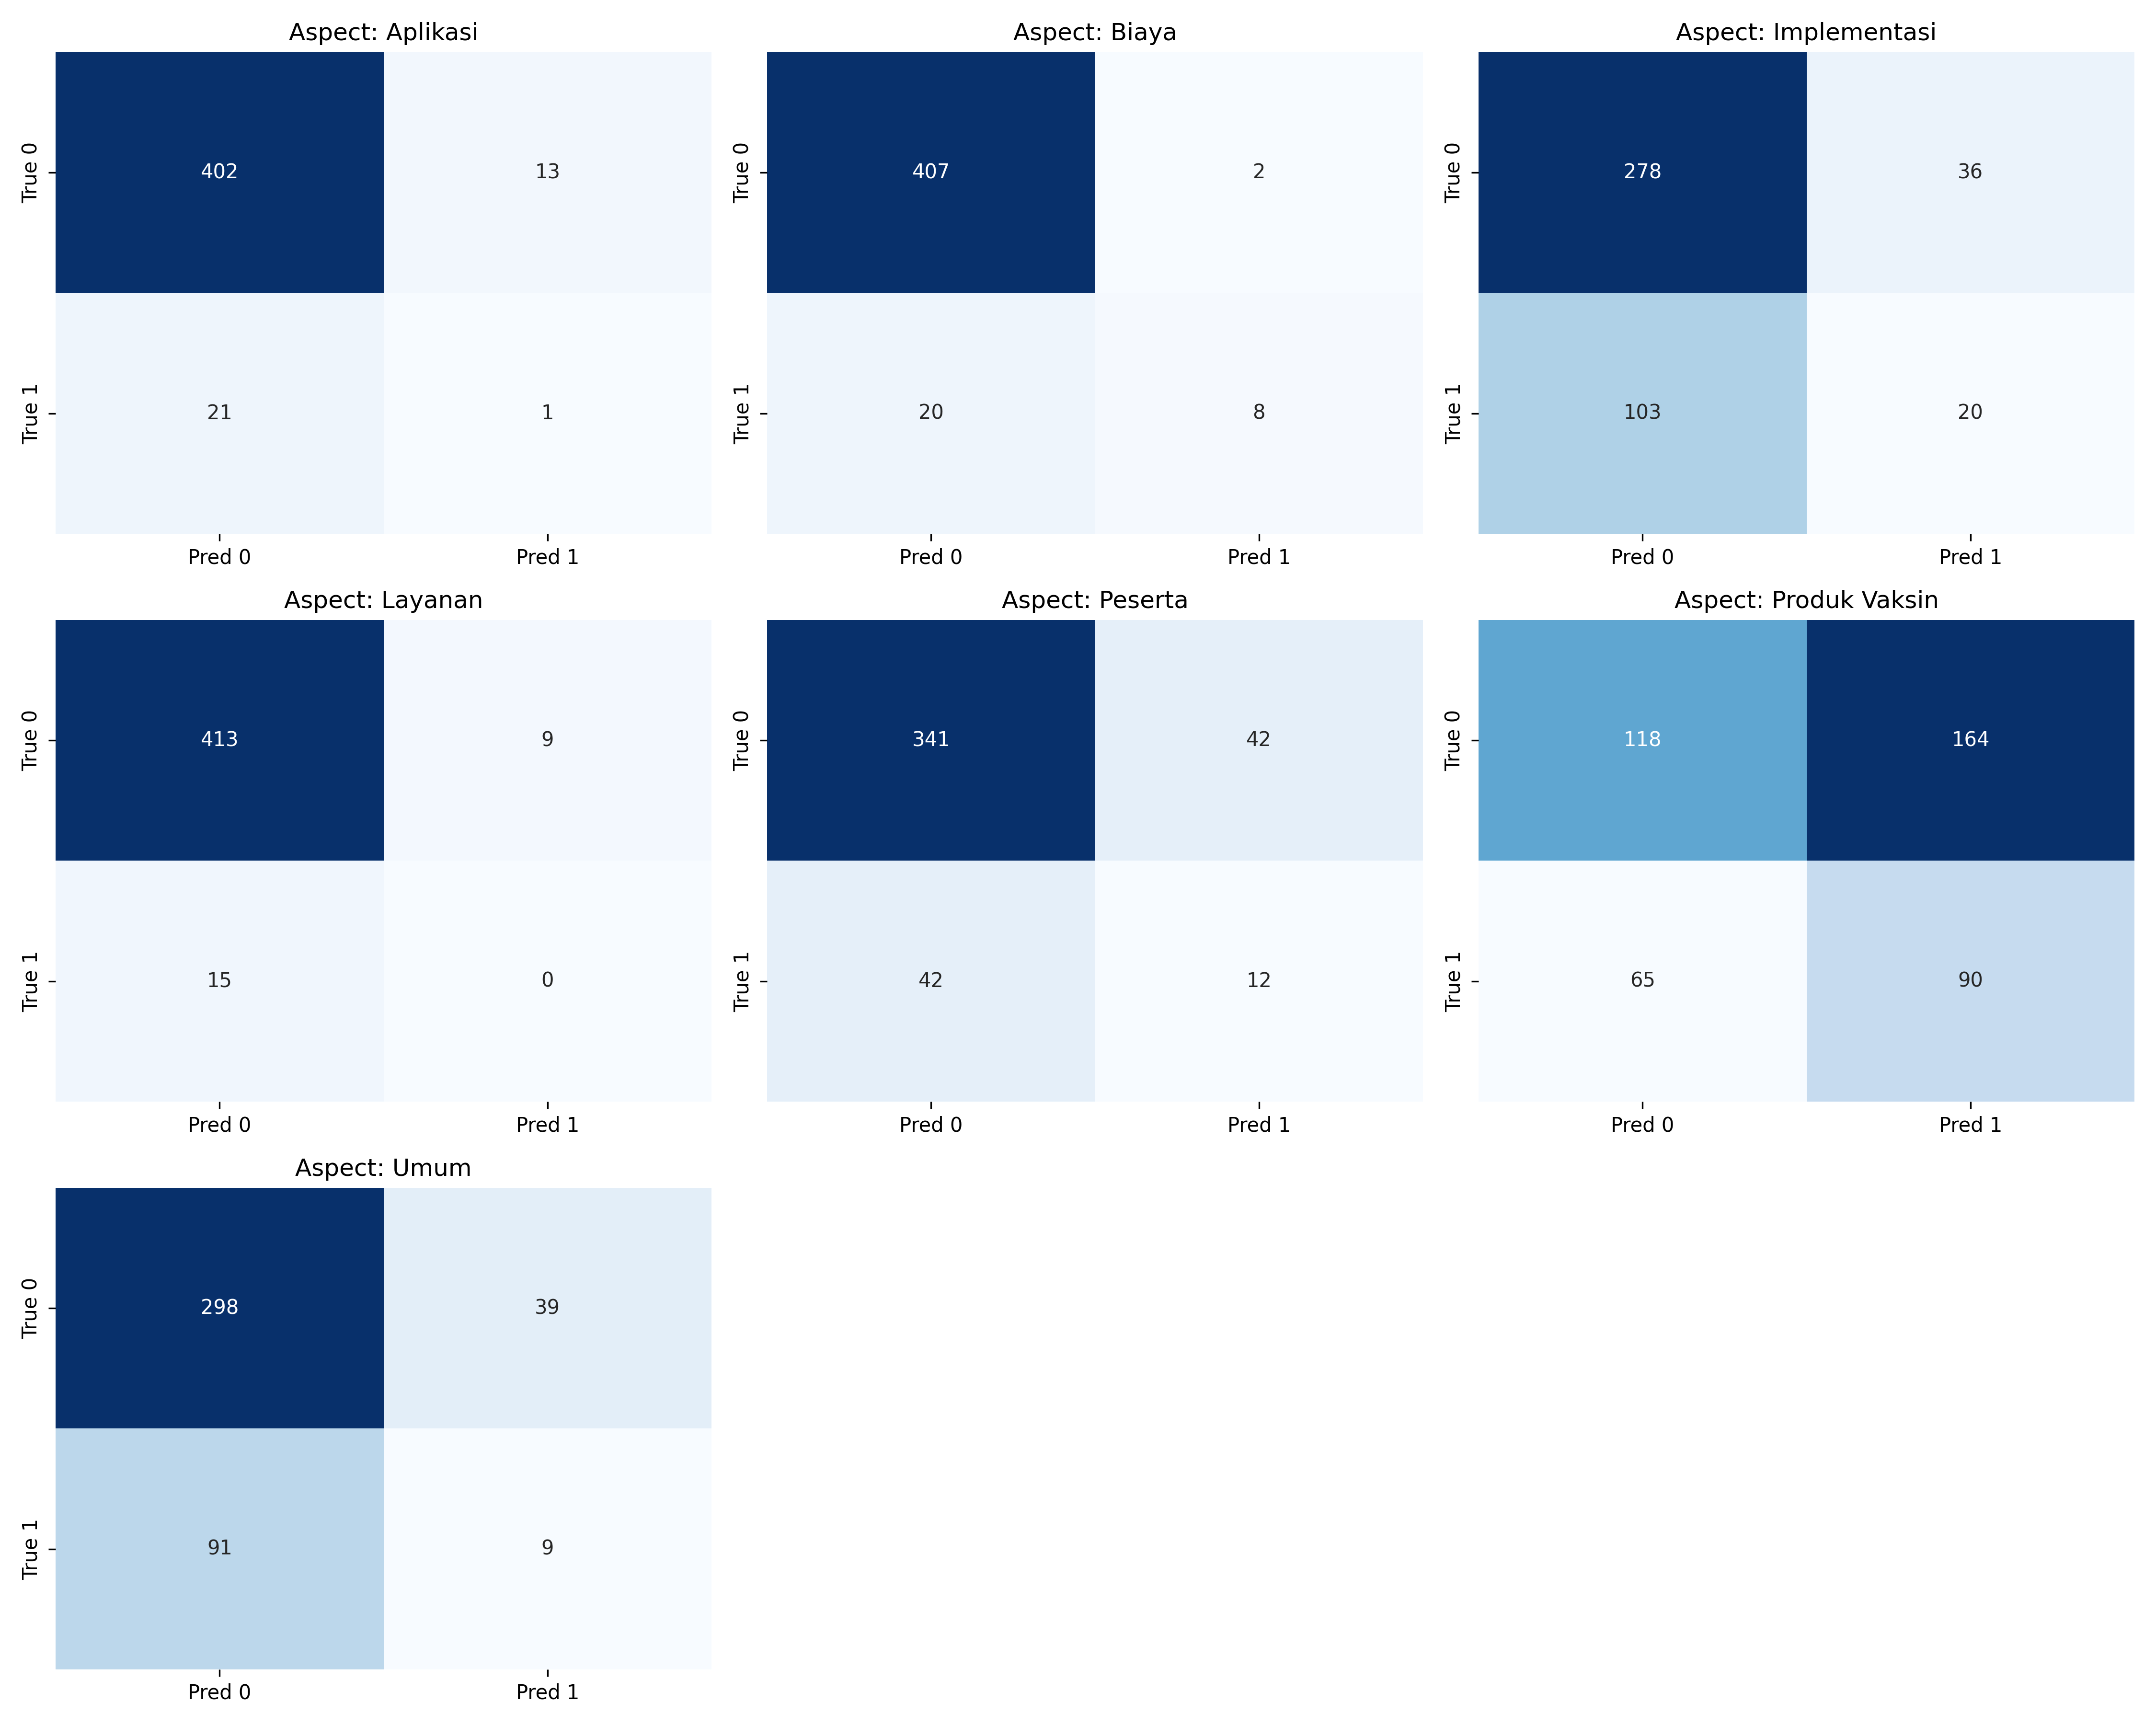 Aspect: Aplikasi
True 0
402
13
True 1
21
1
Pred 0
Pred 1
Aspect: Biaya
True 0
407
2
True 1
20
8
Pred 0
Pred 1
Aspect: Implementasi
True 0
278
36
True 1
103
20
Pred 0
Pred 1
Aspect: Layanan
True 0
413
9
True 1
15
0
Pred 0
Pred 1
Aspect: Peserta
True 0
341
42
True 1
42
12
Pred 0
Pred 1
Aspect: Produk Vaksin
True 0
118
164
True 1
65
90
Pred 0
Pred 1
Aspect: Umum
True 0
298
39
True 1
91
9
Pred 0
Pred 1